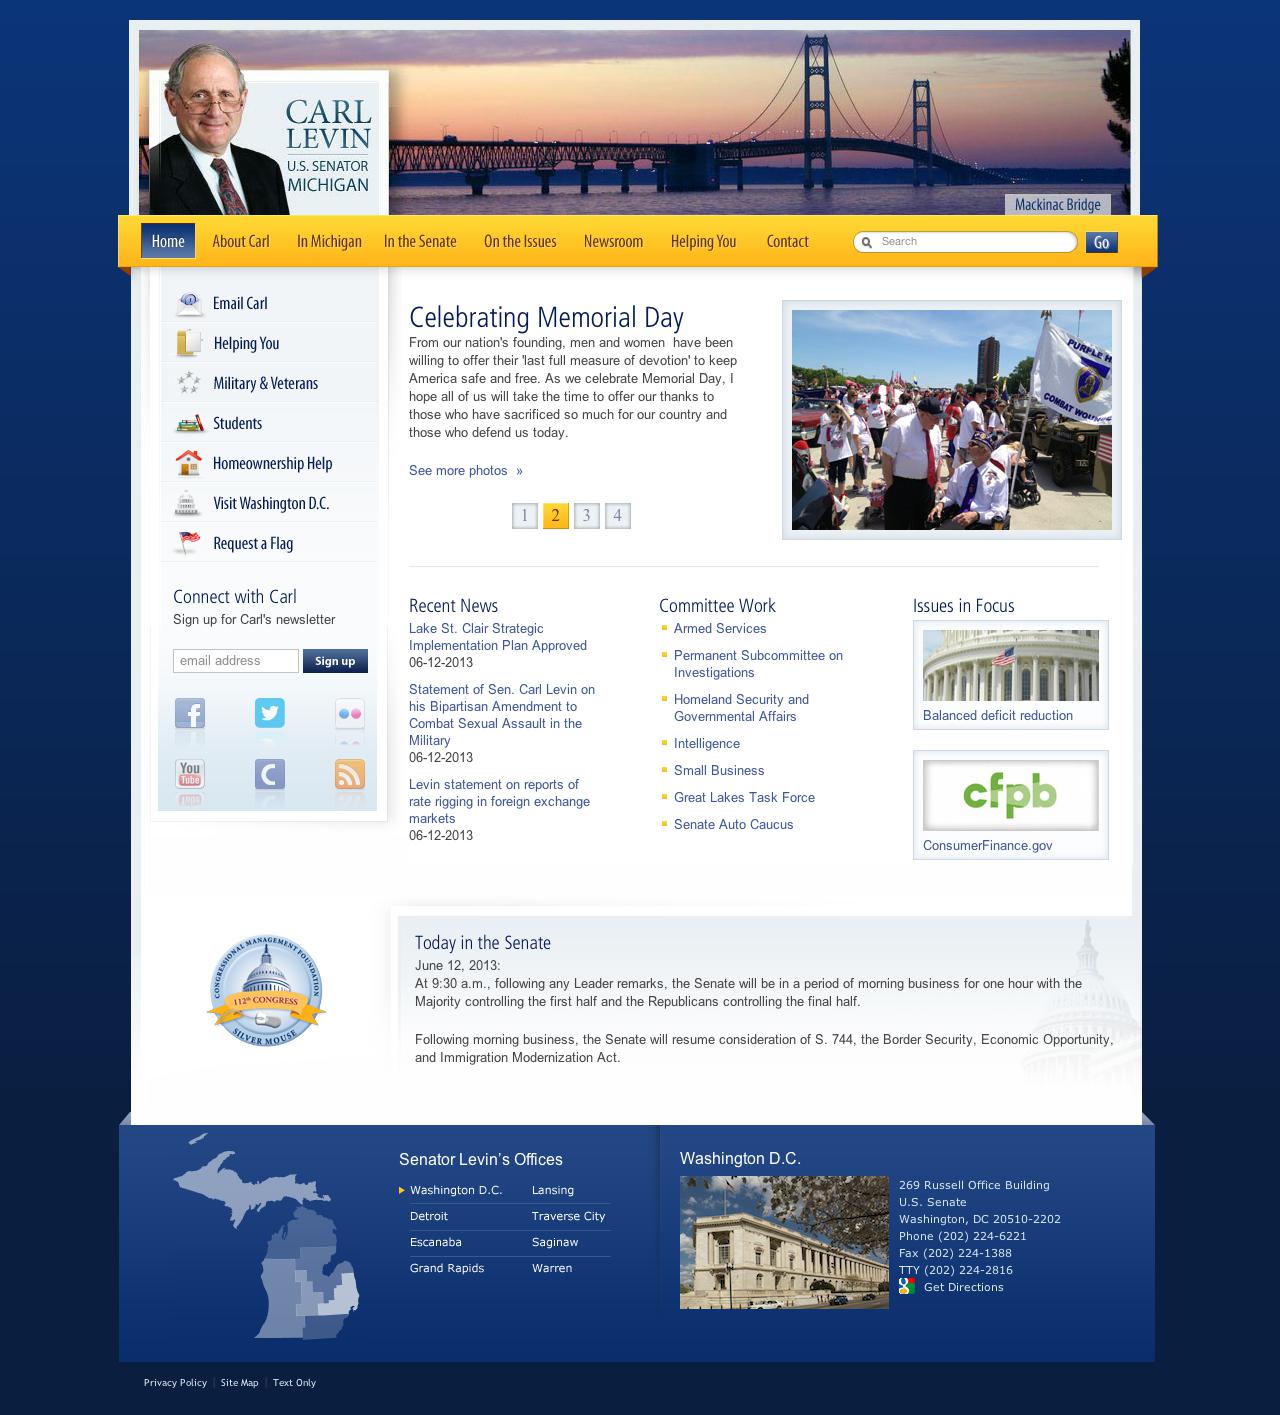 CARL
LEVIN
U.S. SENATOR
MICHIGAN
Mackinac Bridge
Home About Carl In Michigan In the Senate On the Issues Newsroom Helping You Contact Search Go
Email Carl
Helping You
Military & Veterans
Students
Homeownership Help
Visit Washington D.C.
Request a Flag
Connect with Carl
Sign up for Carl's newsletter
email address Sign up
You
Tube
Celebrating Memorial Day
From our nation's founding, men and women have been
willing to offer their 'last full measure of devotion' to keep
America safe and free. As we celebrate Memorial Day, I
hope all of us will take the time to offer our thanks to
those who have sacrificed so much for our country and
those who defend us today.
See more photos »
1 2 3 4
PURPLE H
COMBAT WOUN
Recent News
Lake St. Clair Strategic
Implementation Plan Approved
06-12-2013
Statement of Sen. Carl Levin on
his Bipartisan Amendment to
Combat Sexual Assault in the
Military
06-12-2013
Levin statement on reports of
rate rigging in foreign exchange
markets
06-12-2013
Committee Work
Armed Services
Permanent Subcommittee on
Investigations
Homeland Security and
Governmental Affairs
Intelligence
Small Business
Great Lakes Task Force
Senate Auto Caucus
Issues in Focus
Balanced deficit reduction
cfpb
ConsumerFinance.gov
CONGRESSIONAL MANAGEMENT FOUNDATION
112th CONGRESS
SILVER MOUSE
Today in the Senate
June 12, 2013:
At 9:30 a.m., following any Leader remarks, the Senate will be in a period of morning business for one hour with the
Majority controlling the first half and the Republicans controlling the final half.
Following morning business, the Senate will resume consideration of S. 744, the Border Security, Economic Opportunity,
and Immigration Modernization Act.
Senator Levin's Offices
Washington D.C. Lansing
Detroit Traverse City
Escanaba Saginaw
Grand Rapids Warren
Washington D.C.
269 Russell Office Building
U.S. Senate
Washington, DC 20510-2202
Phone (202) 224-6221
Fax (202) 224-1388
TTY (202) 224-2816
Get Directions
Privacy Policy | Site Map | Text Only